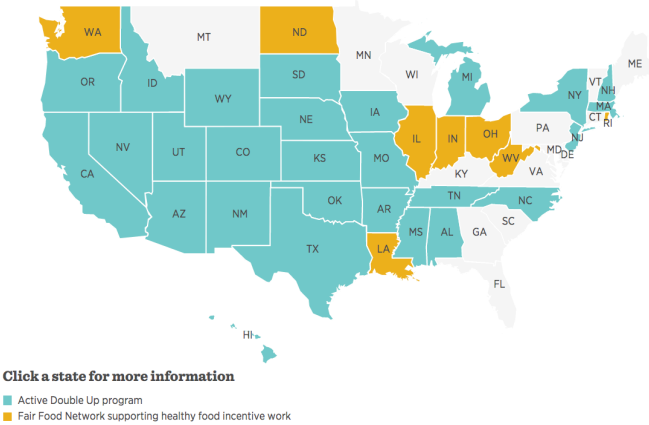 WA
MT
ND
MN
ME
OR
ID
SD
WI
MI
VT
NH
NY
MA
WY
IA
CT
RI
NE
PA
NJ
NV
UT
CO
IL
IN
OH
MD
DE
KS
MO
WV
VA
CA
KY
AZ
NM
OK
AR
TN
NC
SC
TX
LA
MS
AL
GA
FL
HI
Click a state for more information
Active Double Up program
Fair Food Network supporting healthy food incentive work